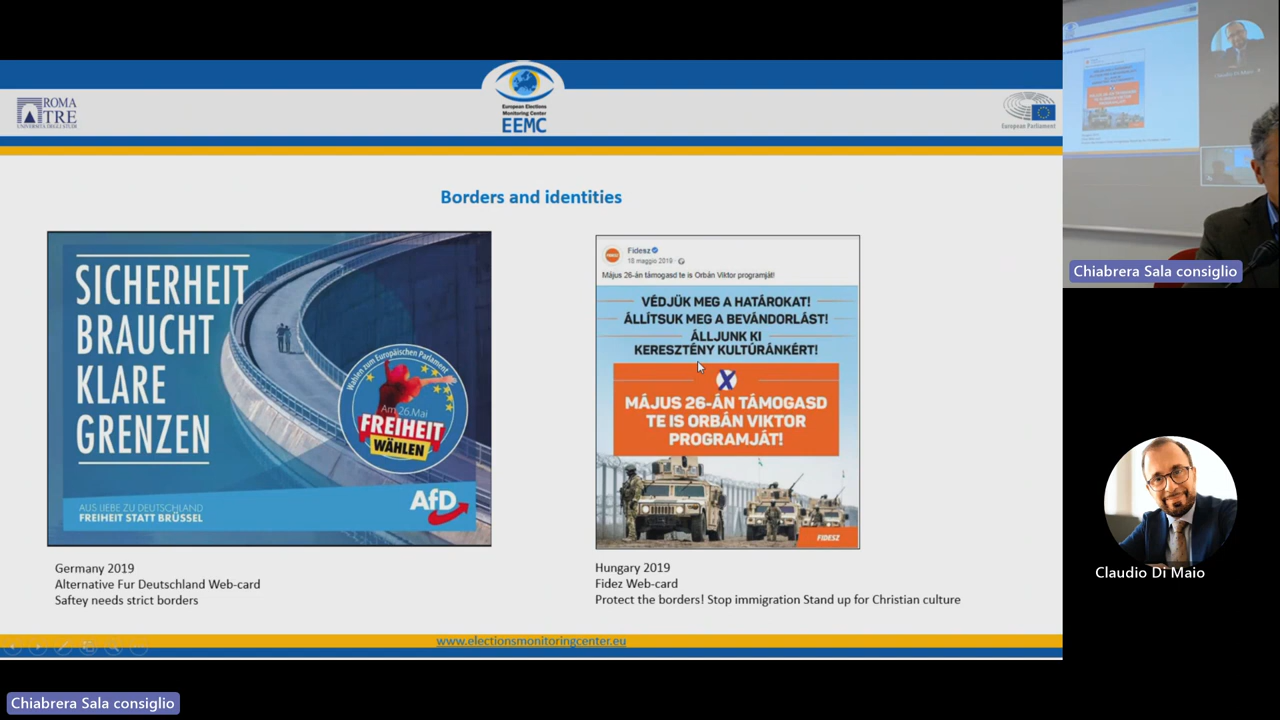 ROMA
TRE
UNIVERSITÀ DEGLI STUDI
European Elections
Monitoring Center
EEMC
European Parliament
Borders and identities
SICHERHEIT
BRAUCHT
KLARE
GRENZEN
Wahlen zum Europäischen Parlament
Am 26.Mai
FREIHEIT
WÄHLEN
AUS LIEBE ZU DEUTSCHLAND
FREIHEIT STATT BRÜSSEL
AfD
Germany 2019
Alternative Fur Deutschland Web-card
Saftey needs strict borders
Fidesz
18 maggio 2019
Május 26-án támogasd te is Orbán Viktor programját!
VÉDJÜK MEG A HATÁROKAT!
ÁLLÍTSUK MEG A BEVÁNDORLÁST!
ÁLLJUNK KI
KERESZTÉNY KULTÚRÁNKÉRT!
MÁJUS 26-ÁN TÁMOGASD
TE IS ORBÁN VIKTOR
PROGRAMJÁT!
FIDESZ
Hungary 2019
Fidez Web-card
Protect the borders! Stop immigration Stand up for Christian culture
www.electionsmonitoringcenter.eu
Chiabrera Sala consiglio
Claudio Di Maio
Chiabrera Sala consiglio